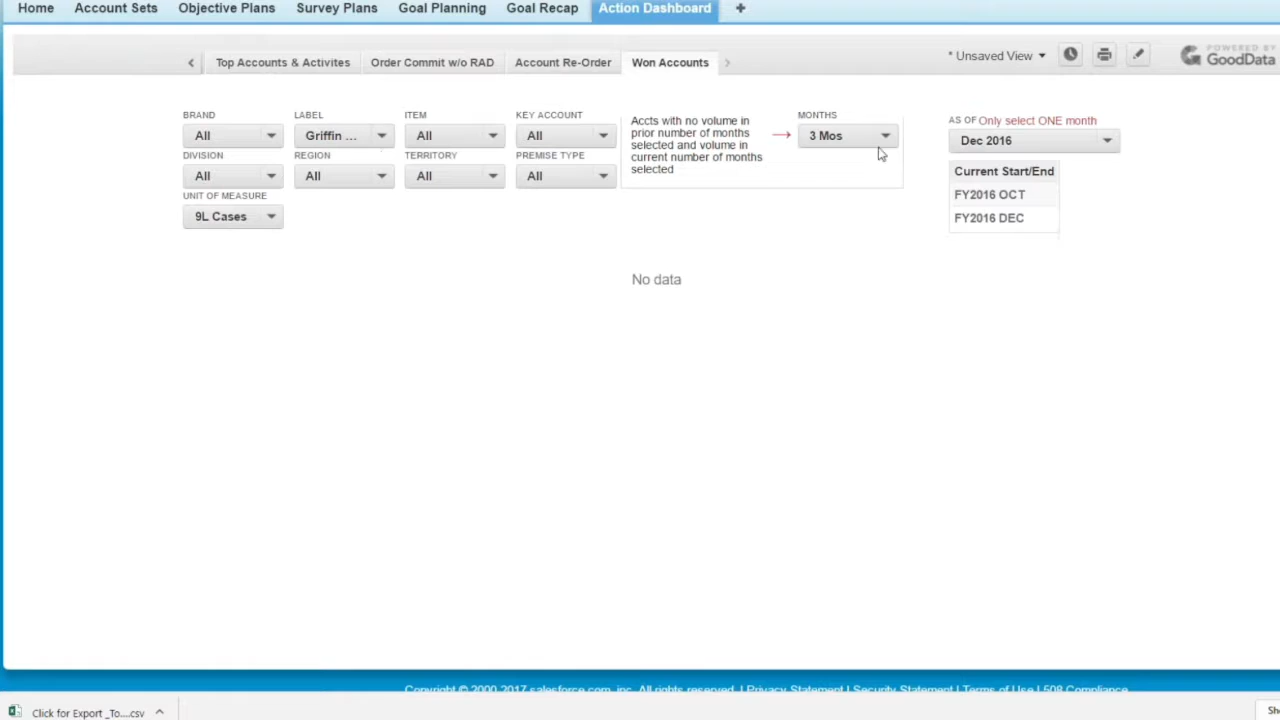 Home Account Sets Objective Plans Survey Plans Goal Planning Goal Recap Action Dashboard +
Top Accounts & Activites Order Commit w/o RAD Account Re-Order Won Accounts
* Unsaved View
POWERED BY
GoodData
BRAND LABEL ITEM KEY ACCOUNT
All Griffin ... All All
DIVISION REGION TERRITORY PREMISE TYPE
All All All All
UNIT OF MEASURE
9L Cases
Accts with no volume in
prior number of months
selected and volume in
current number of months
selected
MONTHS
3 Mos
AS OF Only select ONE month
Dec 2016
Current Start/End
FY2016 OCT
FY2016 DEC
No data
Copyright © 2000-2017 salesforce.com, inc. All rights reserved. | Privacy Statement | Security Statement | Terms of Use | 508 Compliance
Click for Export _To....csv
Sh